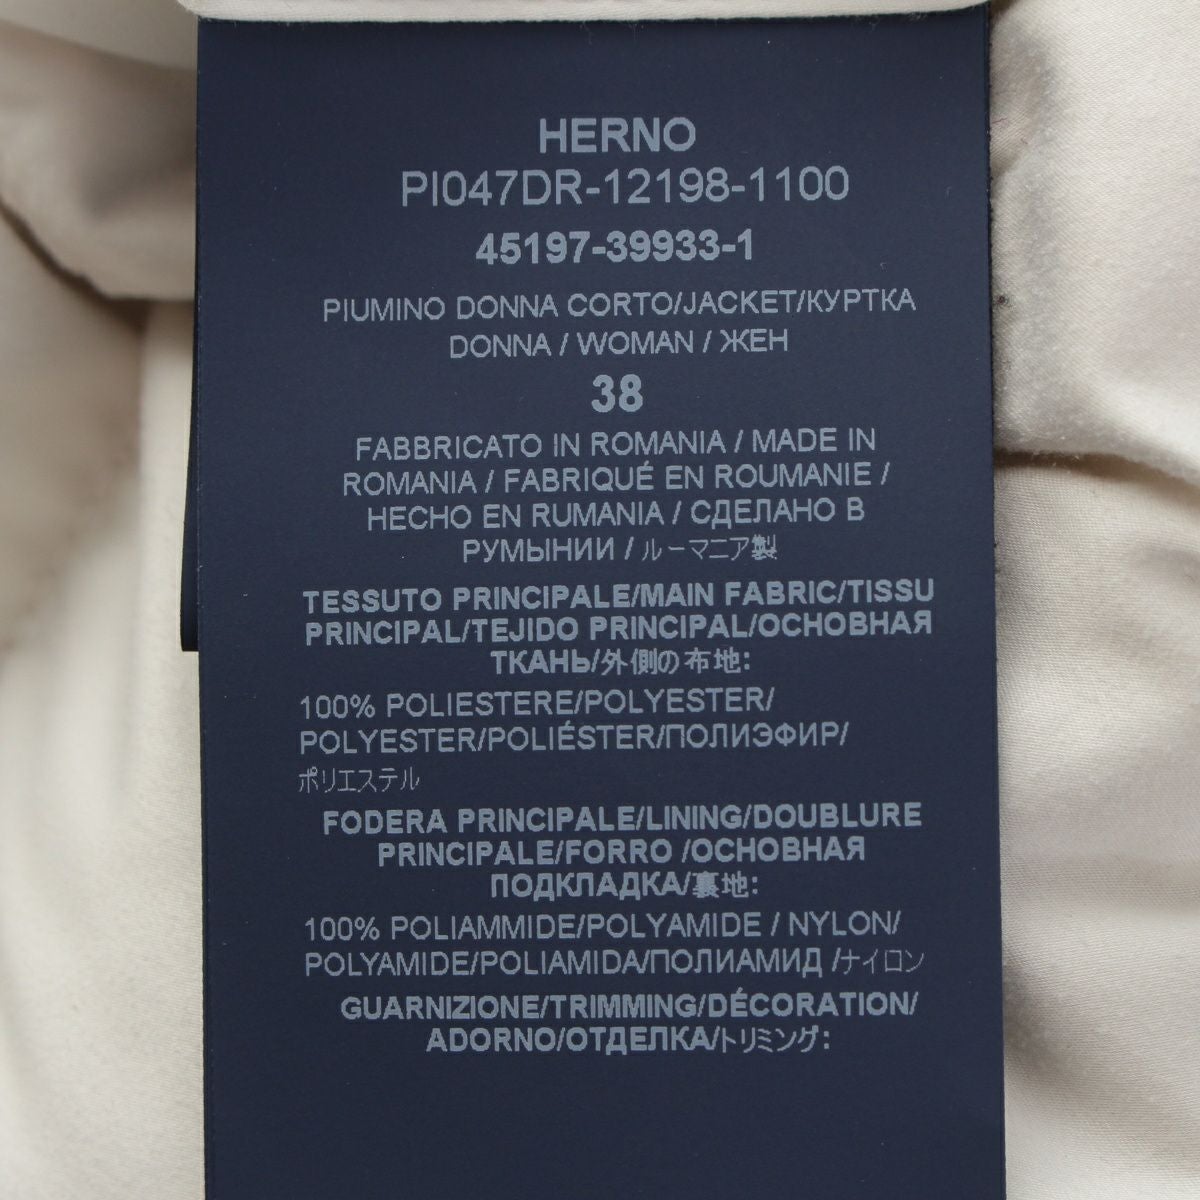 HERNO
PI047DR-12198-1100
45197-39933-1
PIUMINO DONNA CORTO/JACKET/КУРТКА
DONNA / WOMAN / ЖЕН
38
FABBRICATO IN ROMANIA / MADE IN
ROMANIA / FABRIQUÉ EN ROUMANIE /
HECHO EN RUMANIA / СДЕЛАНО В
РУМЫНИИ / ルーマニア製
TESSUTO PRINCIPALE/MAIN FABRIC/TISSU
PRINCIPAL/TEJIDO PRINCIPAL/ОСНОВНАЯ
ТКАНЬ/外側の布地:
100% POLIESTERE/POLYESTER/
POLYESTER/POLIÉSTER/ПОЛИЭФИР/
ポリエステル
FODERA PRINCIPALE/LINING/DOUBLURE
PRINCIPALE/FORRO /ОСНОВНАЯ
ПОДКЛАДКА/裏地:
100% POLIAMMIDE/POLYAMIDE / NYLON/
POLYAMIDE/POLIAMIDA/ПОЛИАМИД /ナイロン
GUARNIZIONE/TRIMMING/DÉCORATION/
ADORNO/ОТДЕЛКА/トリミング: